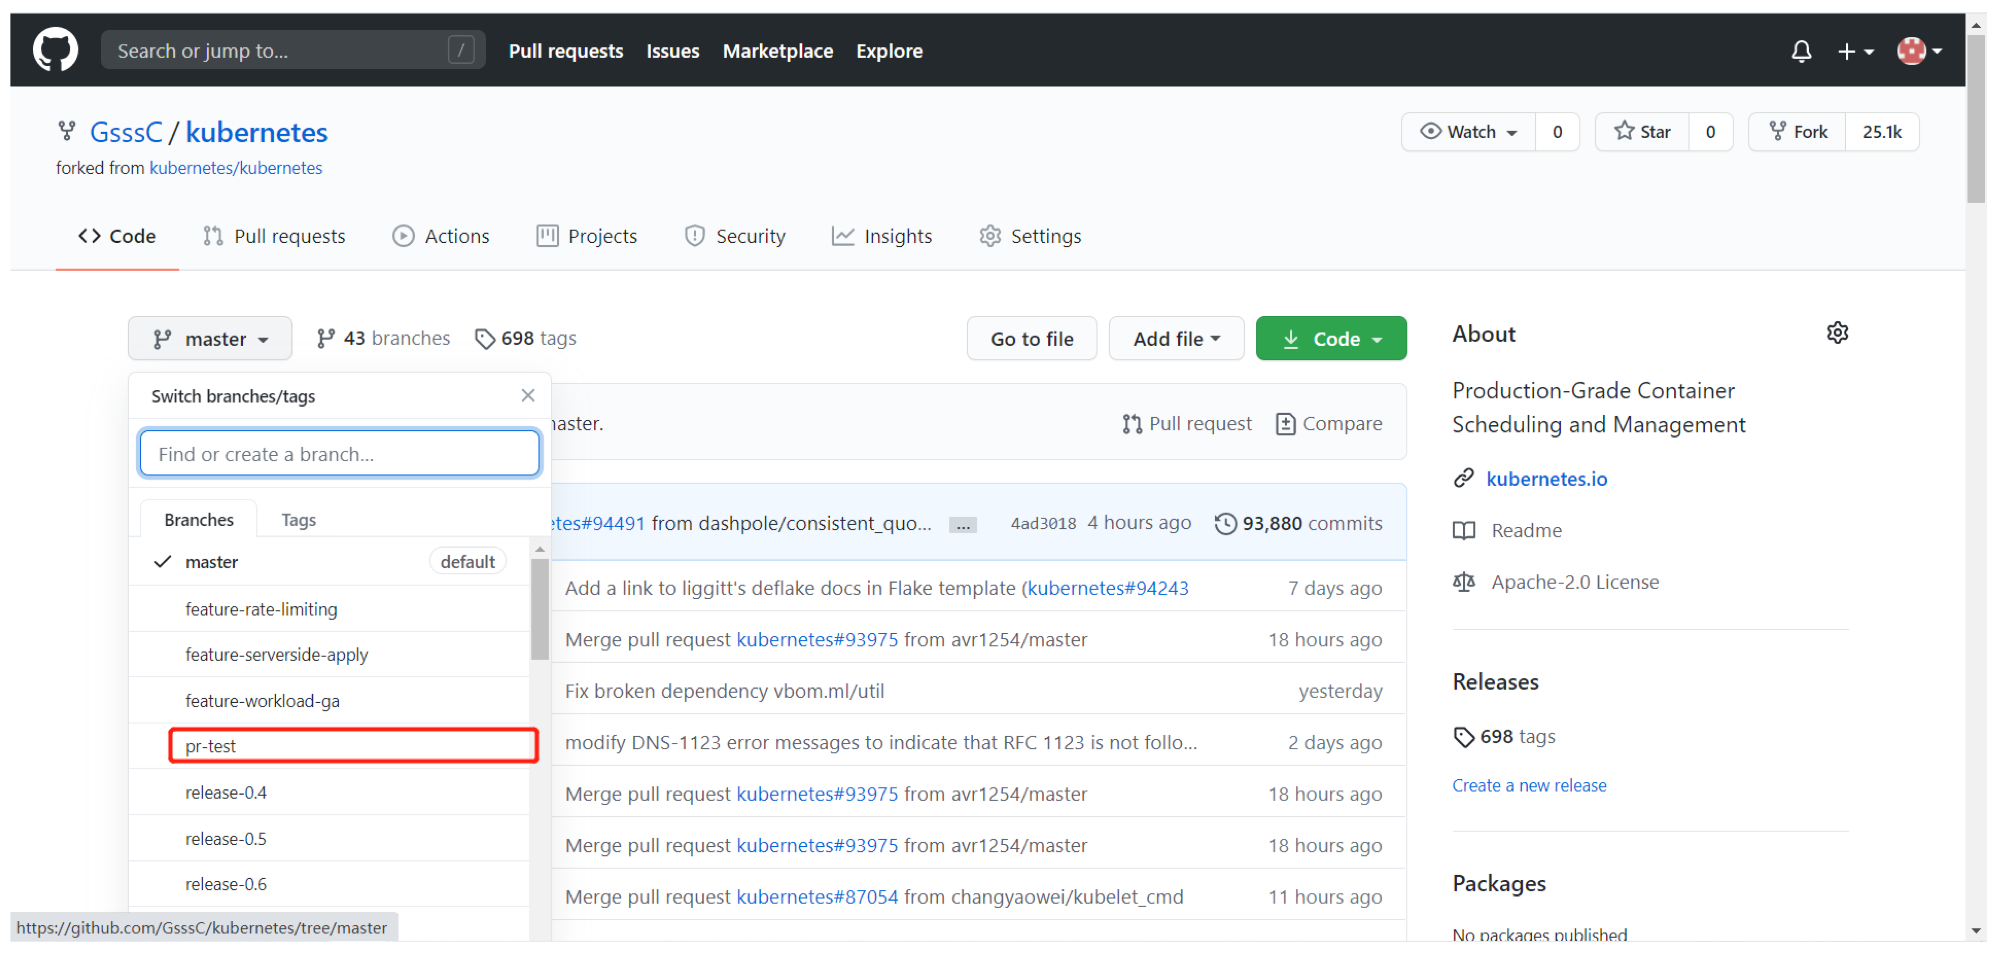 Search or jump to... / Pull requests Issues Marketplace Explore
GsssC / kubernetes Watch 0 Star 0 Fork 25.1k
forked from kubernetes/kubernetes
Code Pull requests Actions Projects Security Insights Settings
master 43 branches 698 tags Go to file Add file Code
About
Production-Grade Container
Scheduling and Management
kubernetes.io
Readme
Apache-2.0 License
Releases
698 tags
Create a new release
Packages
No packages published
Switch branches/tags
Find or create a branch...
Branches Tags
master default
feature-rate-limiting
feature-serverside-apply
feature-workload-ga
pr-test
release-0.4
release-0.5
release-0.6
master. Pull request Compare
etes#94491 from dashpole/consistent_quo... ... 4ad3018 4 hours ago 93,880 commits
Add a link to liggitt's deflake docs in Flake template (kubernetes#94243 7 days ago
Merge pull request kubernetes#93975 from avr1254/master 18 hours ago
Fix broken dependency vbom.ml/util yesterday
modify DNS-1123 error messages to indicate that RFC 1123 is not follo... 2 days ago
Merge pull request kubernetes#93975 from avr1254/master 18 hours ago
Merge pull request kubernetes#93975 from avr1254/master 18 hours ago
Merge pull request kubernetes#87054 from changyaowei/kubelet_cmd 11 hours ago
https://github.com/GsssC/kubernetes/tree/master